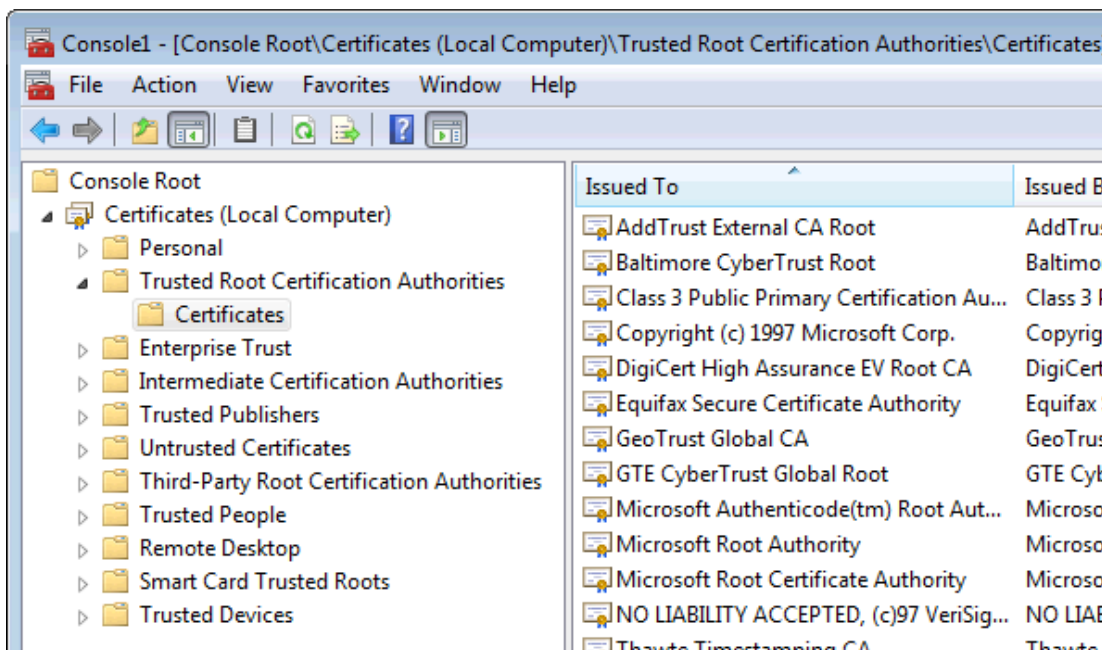 Console1 - [Console Root\Certificates (Local Computer)\Trusted Root Certification Authorities\Certificates
File Action View Favorites Window Help
Console Root
Certificates (Local Computer)
Personal
Trusted Root Certification Authorities
Certificates
Enterprise Trust
Intermediate Certification Authorities
Trusted Publishers
Untrusted Certificates
Third-Party Root Certification Authorities
Trusted People
Remote Desktop
Smart Card Trusted Roots
Trusted Devices
Issued To Issued B
AddTrust External CA Root AddTrus
Baltimore CyberTrust Root Baltimo
Class 3 Public Primary Certification Au... Class 3
Copyright (c) 1997 Microsoft Corp. Copyrig
DigiCert High Assurance EV Root CA DigiCert
Equifax Secure Certificate Authority Equifax
GeoTrust Global CA GeoTrus
GTE CyberTrust Global Root GTE Cyb
Microsoft Authenticode(tm) Root Aut... Microso
Microsoft Root Authority Microso
Microsoft Root Certificate Authority Microso
NO LIABILITY ACCEPTED, (c)97 VeriSig... NO LIAB
Thawte Timestamping CA Thawte